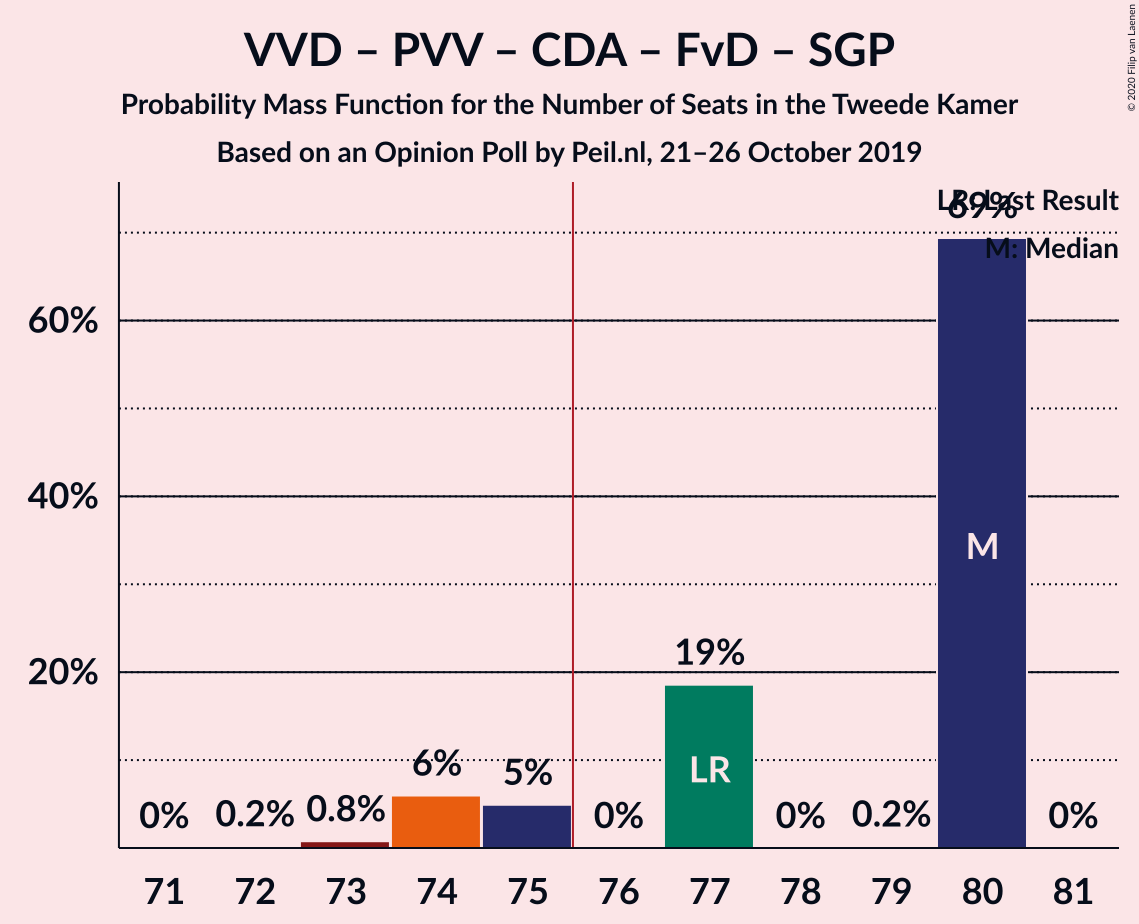 VVD – PVV – CDA – FvD – SGP
Probability Mass Function for the Number of Seats in the Tweede Kamer
Based on an Opinion Poll by Peil.nl, 21–26 October 2019
© 2020 Filip van Laenen
LR: Last Result
M: Median
69%
60%
40%
20%
0%
0.2%
0.8%
6%
5%
0%
19%
0%
0.2%
0%
M
LR
71 72 73 74 75 76 77 78 79 80 81